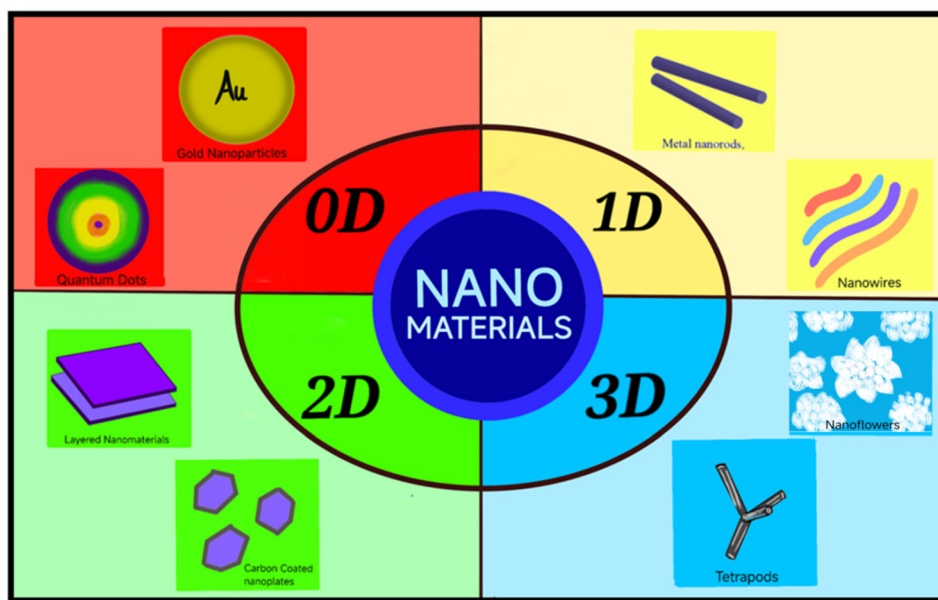 Au
Gold Nanoparticles
Quantum Dots
0D
Metal nanorods,
Nanowires
1D
NANO
MATERIALS
Layered Nanomaterials
Carbon Coated
nanoplates
2D
Nanoflowers
Tetrapods
3D